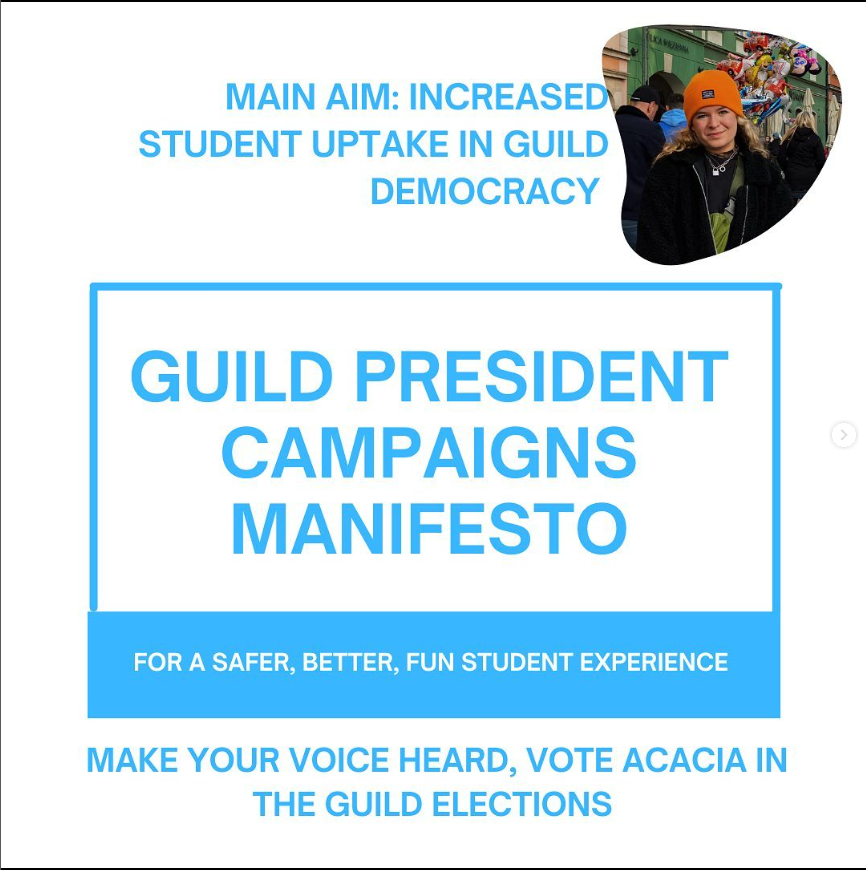 MAIN AIM: INCREASED
STUDENT UPTAKE IN GUILD
DEMOCRACY
GUILD PRESIDENT
CAMPAIGNS
MANIFESTO
FOR A SAFER, BETTER, FUN STUDENT EXPERIENCE
MAKE YOUR VOICE HEARD, VOTE ACACIA IN
THE GUILD ELECTIONS